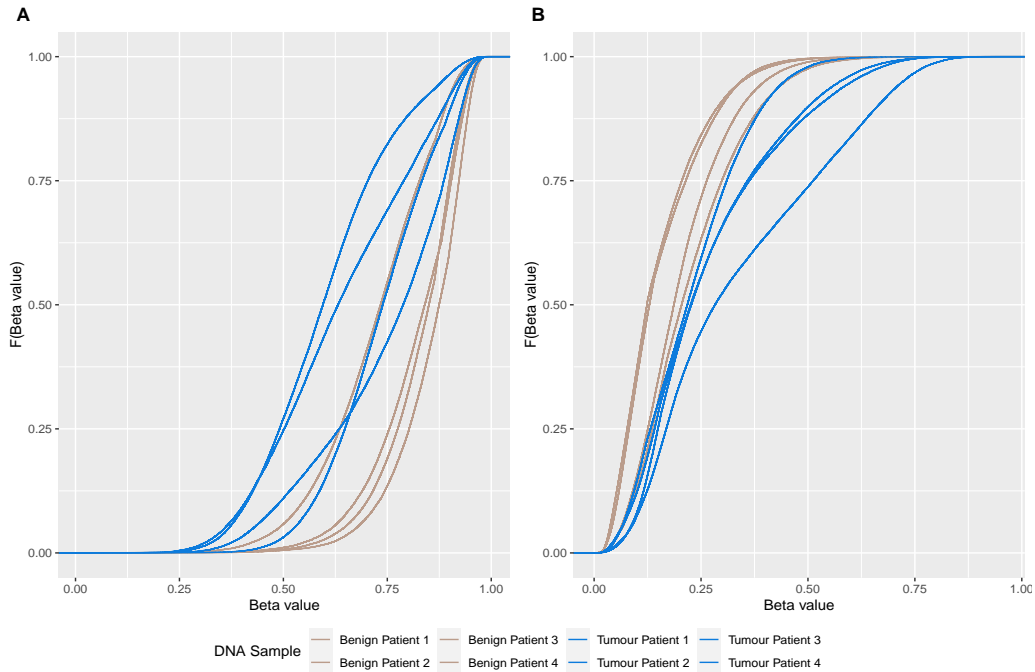 A
B
1.00
0.75
0.50
0.25
0.00
F(Beta value)
0.00 0.25 0.50 0.75 1.00
Beta value
1.00
0.75
0.50
0.25
0.00
F(Beta value)
0.00 0.25 0.50 0.75 1.00
Beta value
DNA Sample
Benign Patient 1 Benign Patient 3 Tumour Patient 1 Tumour Patient 3
Benign Patient 2 Benign Patient 4 Tumour Patient 2 Tumour Patient 4